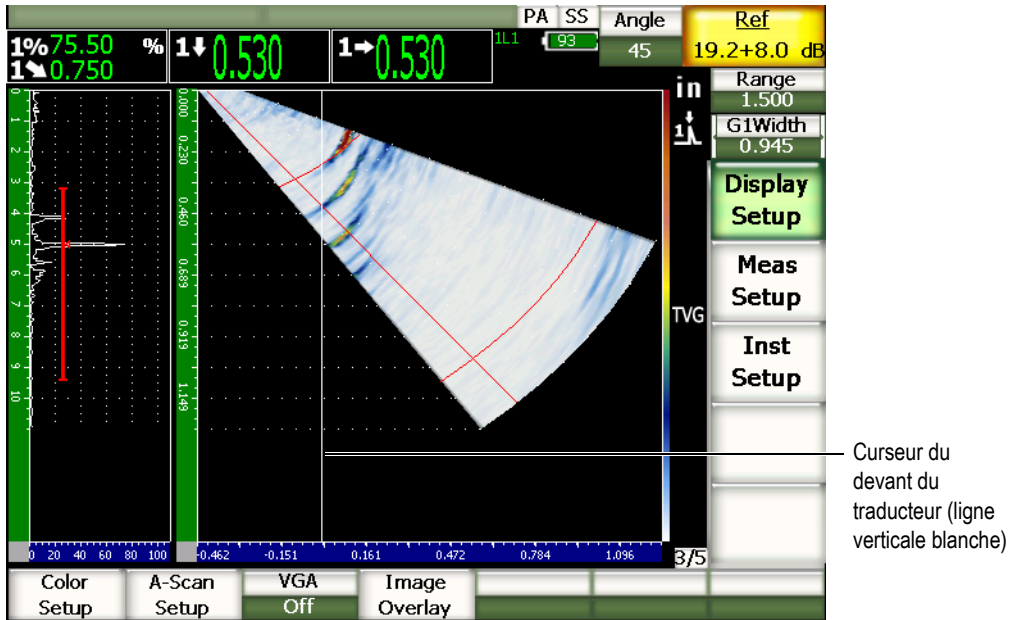 PA SS Angle Ref
1% 75.50 % 1 0.530 1 0.530 1L1 93 45 19.2+8.0 dB
1 0.750
in Range
1.500
1 G1Width
0.945
Display
Setup
Meas
Setup
Inst
Setup
TVG
0 1 2 3 4 5 6 7 8 9 10
0.000 0.230 0.460 0.689 0.919 1.149
0 20 40 60 80 100
-0.462 -0.151 0.161 0.472 0.784 1.096
3/5
Color
Setup
A-Scan
Setup
VGA
Off
Image
Overlay
Curseur du
devant du
traducteur (ligne
verticale blanche)